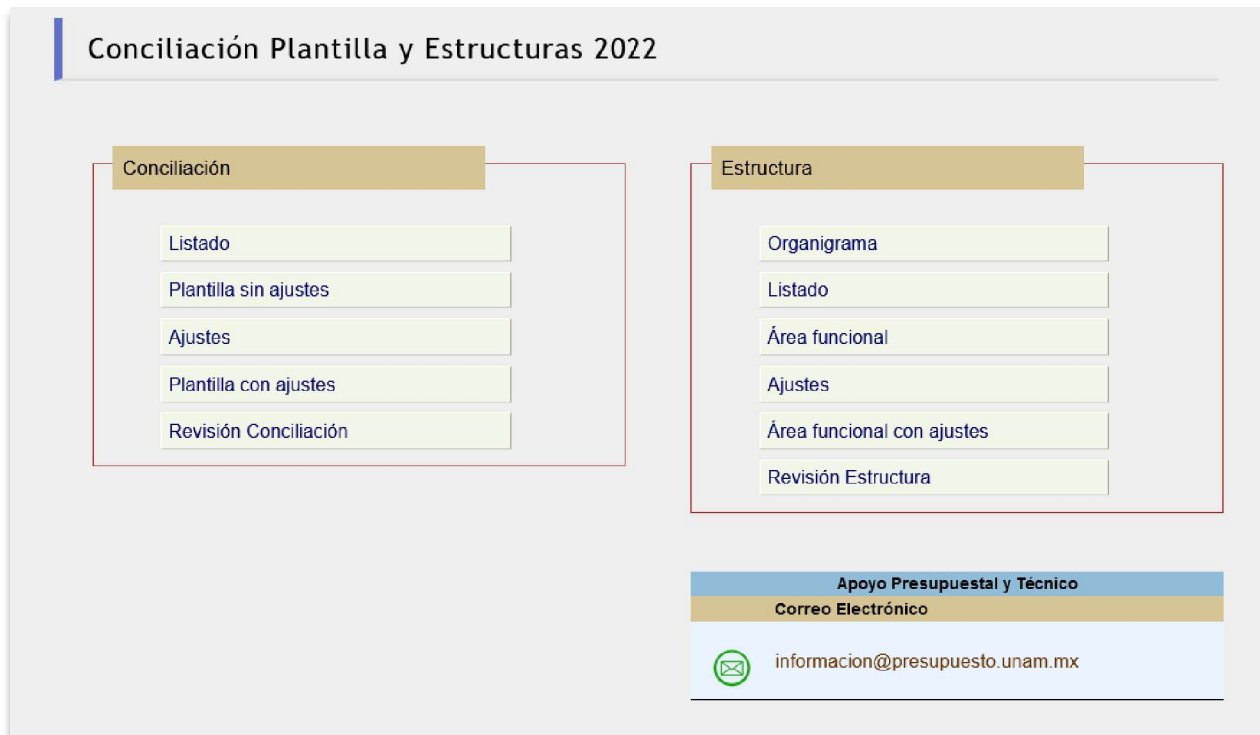 Conciliación Plantilla y Estructuras 2022
Conciliación
Listado
Plantilla sin ajustes
Ajustes
Plantilla con ajustes
Revisión Conciliación
Estructura
Organigrama
Listado
Área funcional
Ajustes
Área funcional con ajustes
Revisión Estructura
Apoyo Presupuestal y Técnico
Correo Electrónico
informacion@presupuesto.unam.mx